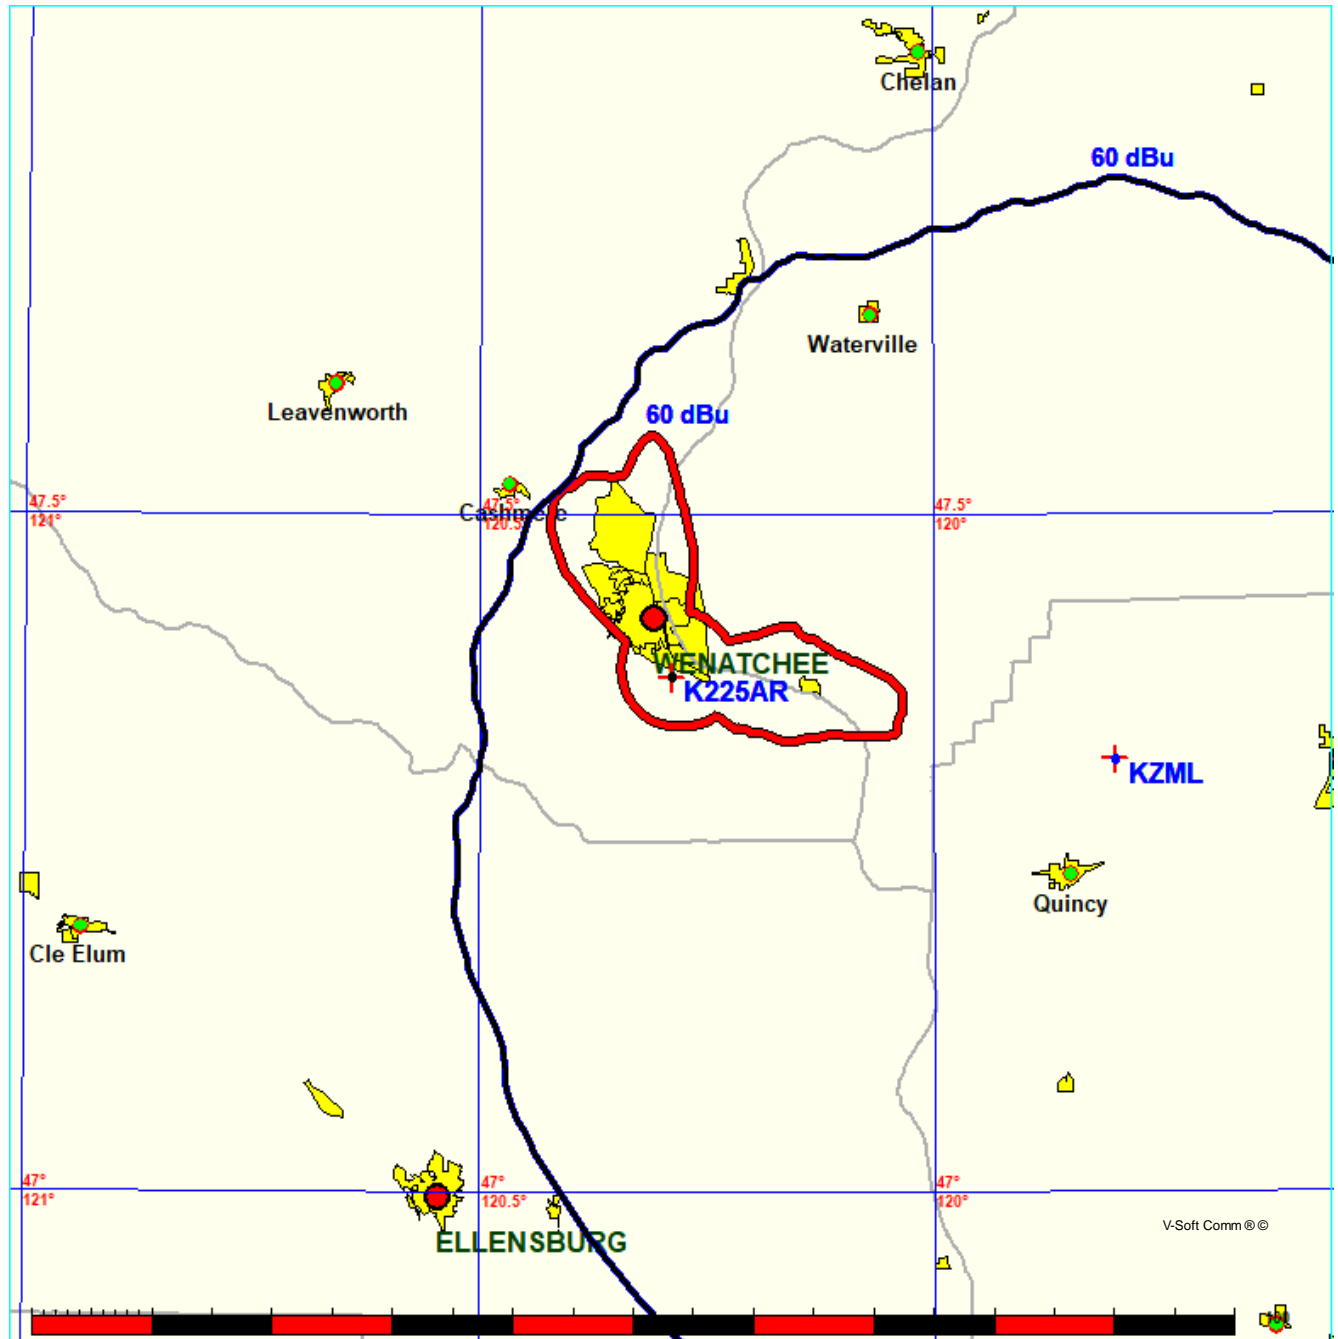 Chelan
60 dBu
Waterville
Leavenworth
60 dBu
Cashmere
47.5°
121°
47.5°
120.5°
47.5°
120°
WENATCHEE
K225AR
KZML
Quincy
Cle Elum
47°
121°
47°
120.5°
47°
120°
V-Soft Comm ® ©
ELLENSBURG